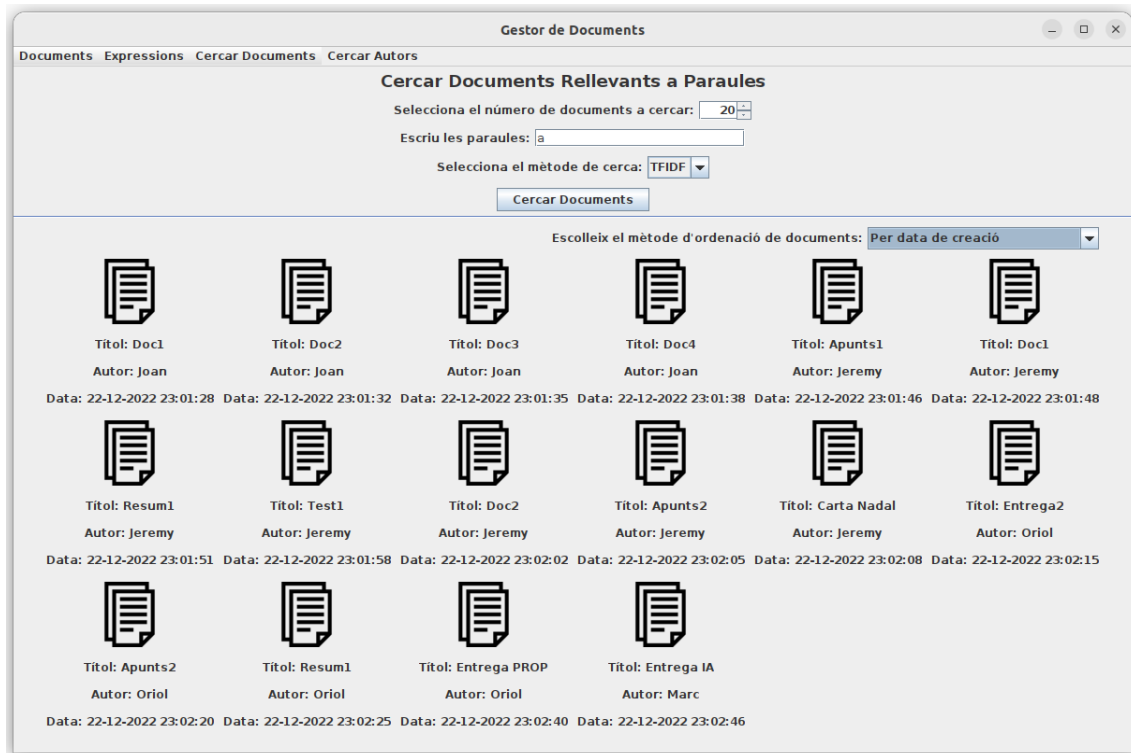 Gestor de Documents
Documents Expressions Cercar Documents Cercar Autors
Cercar Documents Rellevants a Paraules
Selecciona el número de documents a cercar: 20
Escriu les paraules: a
Selecciona el mètode de cerca: TFIDF
Cercar Documents
Escolleix el mètode d'ordenació de documents: Per data de creació
Títol: Doc1 Títol: Doc2 Títol: Doc3 Títol: Doc4 Títol: Apunts1 Títol: Doc1
Autor: Joan Autor: Joan Autor: Joan Autor: Joan Autor: Jeremy Autor: Jeremy
Data: 22-12-2022 23:01:28 Data: 22-12-2022 23:01:32 Data: 22-12-2022 23:01:35 Data: 22-12-2022 23:01:38 Data: 22-12-2022 23:01:46 Data: 22-12-2022 23:01:48
Títol: Resum1 Títol: Test1 Títol: Doc2 Títol: Apunts2 Títol: Carta Nadal Títol: Entrega2
Autor: Jeremy Autor: Jeremy Autor: Jeremy Autor: Jeremy Autor: Jeremy Autor: Oriol
Data: 22-12-2022 23:01:51 Data: 22-12-2022 23:01:58 Data: 22-12-2022 23:02:02 Data: 22-12-2022 23:02:05 Data: 22-12-2022 23:02:08 Data: 22-12-2022 23:02:15
Títol: Apunts2 Títol: Resum1 Títol: Entrega PROP Títol: Entrega IA
Autor: Oriol Autor: Oriol Autor: Oriol Autor: Marc
Data: 22-12-2022 23:02:20 Data: 22-12-2022 23:02:25 Data: 22-12-2022 23:02:40 Data: 22-12-2022 23:02:46